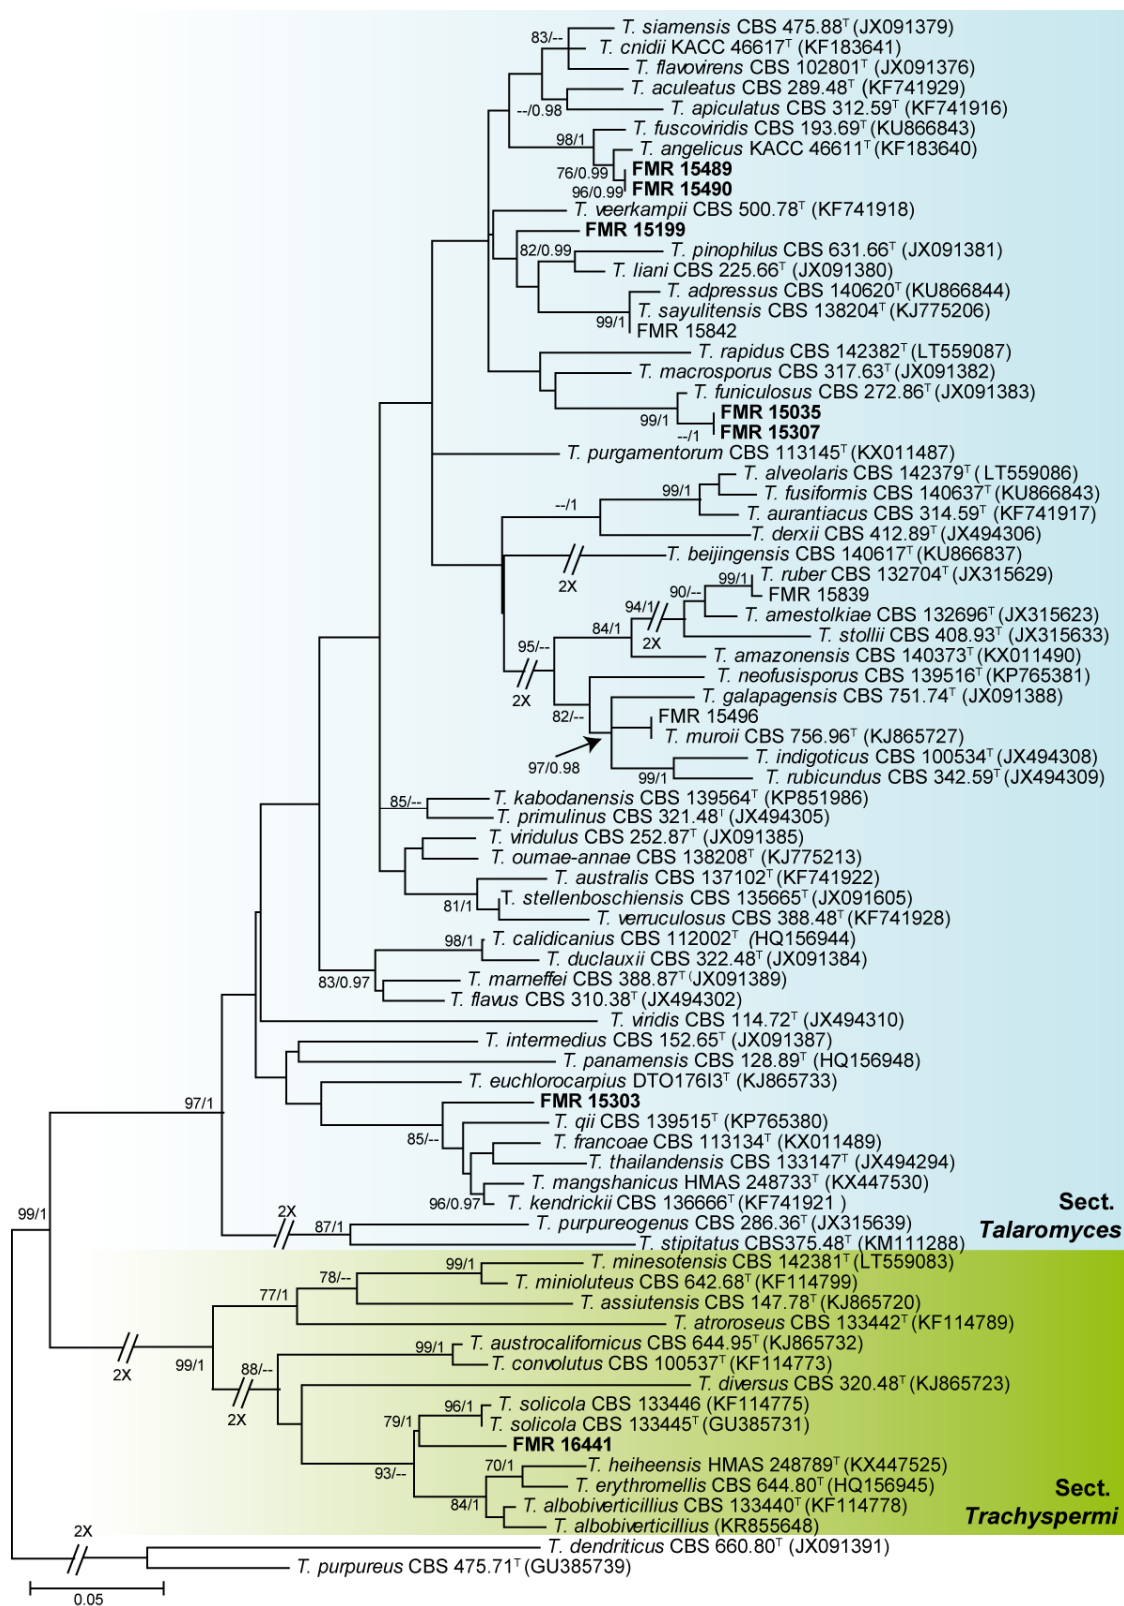 83/--
T. siamensis CBS 475.88ᵀ (JX091379)
T. cnidii KACC 46617ᵀ (KF183641)
T. flavovirens CBS 102801ᵀ (JX091376)
T. aculeatus CBS 289.48ᵀ (KF741929)
--/0.98
T. apiculatus CBS 312.59ᵀ (KF741916)
T. fuscoviridis CBS 193.69ᵀ (KU866843)
98/1
T. angelicus KACC 46611ᵀ (KF183640)
76/0.99
FMR 15489
96/0.99
FMR 15490
T. veerkampii CBS 500.78ᵀ (KF741918)
FMR 15199
82/0.99
T. pinophilus CBS 631.66ᵀ (JX091381)
T. liani CBS 225.66ᵀ (JX091380)
T. adpressus CBS 140620ᵀ (KU866844)
T. sayulitensis CBS 138204ᵀ (KJ775206)
99/1
FMR 15842
T. rapidus CBS 142382ᵀ (LT559087)
T. macrosporus CBS 317.63ᵀ (JX091382)
T. funiculosus CBS 272.86ᵀ (JX091383)
99/1
FMR 15035
--/1
FMR 15307
T. purgamentorum CBS 113145ᵀ (KX011487)
T. alveolaris CBS 142379ᵀ (LT559086)
99/1
T. fusiformis CBS 140637ᵀ (KU866843)
--/1
T. aurantiacus CBS 314.59ᵀ (KF741917)
T. derxii CBS 412.89ᵀ (JX494306)
T. beijingensis CBS 140617ᵀ (KU866837)
2X
99/1
T. ruber CBS 132704ᵀ (JX315629)
90/--
FMR 15839
94/1
T. amestolkiae CBS 132696ᵀ (JX315623)
84/1
T. stollii CBS 408.93ᵀ (JX315633)
2X
95/--
T. amazonensis CBS 140373ᵀ (KX011490)
T. neofusisporus CBS 139516ᵀ (KP765381)
2X
T. galapagensis CBS 751.74ᵀ (JX091388)
82/--
FMR 15496
T. muroii CBS 756.96ᵀ (KJ865727)
97/0.98
T. indigoticus CBS 100534ᵀ (JX494308)
99/1
T. rubicundus CBS 342.59ᵀ (JX494309)
85/--
T. kabodanensis CBS 139564ᵀ (KP851986)
T. primulinus CBS 321.48ᵀ (JX494305)
T. viridulus CBS 252.87ᵀ (JX091385)
T. oumae-annae CBS 138208ᵀ (KJ775213)
T. australis CBS 137102ᵀ (KF741922)
81/1
T. stellenboschiensis CBS 135665ᵀ (JX091605)
T. verruculosus CBS 388.48ᵀ (KF741928)
98/1
T. calidicanius CBS 112002ᵀ (HQ156944)
T. duclauxii CBS 322.48ᵀ (JX091384)
83/0.97
T. marneffei CBS 388.87ᵀ (JX091389)
T. flavus CBS 310.38ᵀ (JX494302)
T. viridis CBS 114.72ᵀ (JX494310)
T. intermedius CBS 152.65ᵀ (JX091387)
T. panamensis CBS 128.89ᵀ (HQ156948)
T. euchlorocarpius DTO176I3ᵀ (KJ865733)
97/1
FMR 15303
T. qii CBS 139515ᵀ (KP765380)
85/--
T. francoae CBS 113134ᵀ (KX011489)
T. thailandensis CBS 133147ᵀ (JX494294)
T. mangshanicus HMAS 248733ᵀ (KX447530)
96/0.97
T. kendrickii CBS 136666ᵀ (KF741921 )
Sect.
Talaromyces
99/1
2X
87/1
T. purpureogenus CBS 286.36ᵀ (JX315639)
T. stipitatus CBS375.48ᵀ (KM111288)
99/1
T. minesotensis CBS 142381ᵀ (LT559083)
78/--
T. minioluteus CBS 642.68ᵀ (KF114799)
77/1
T. assiutensis CBS 147.78ᵀ (KJ865720)
T. atroroseus CBS 133442ᵀ (KF114789)
99/1
T. austrocalifornicus CBS 644.95ᵀ (KJ865732)
2X
99/1
88/--
T. convolutus CBS 100537ᵀ (KF114773)
T. diversus CBS 320.48ᵀ (KJ865723)
2X
96/1
T. solicola CBS 133446 (KF114775)
79/1
T. solicola CBS 133445ᵀ (GU385731)
FMR 16441
93/--
70/1
T. heiheensis HMAS 248789ᵀ (KX447525)
T. erythromellis CBS 644.80ᵀ (HQ156945)
84/1
T. albobiverticillius CBS 133440ᵀ (KF114778)
T. albobiverticillius (KR855648)
Sect.
Trachyspermi
2X
T. dendriticus CBS 660.80ᵀ (JX091391)
T. purpureus CBS 475.71ᵀ (GU385739)
0.05